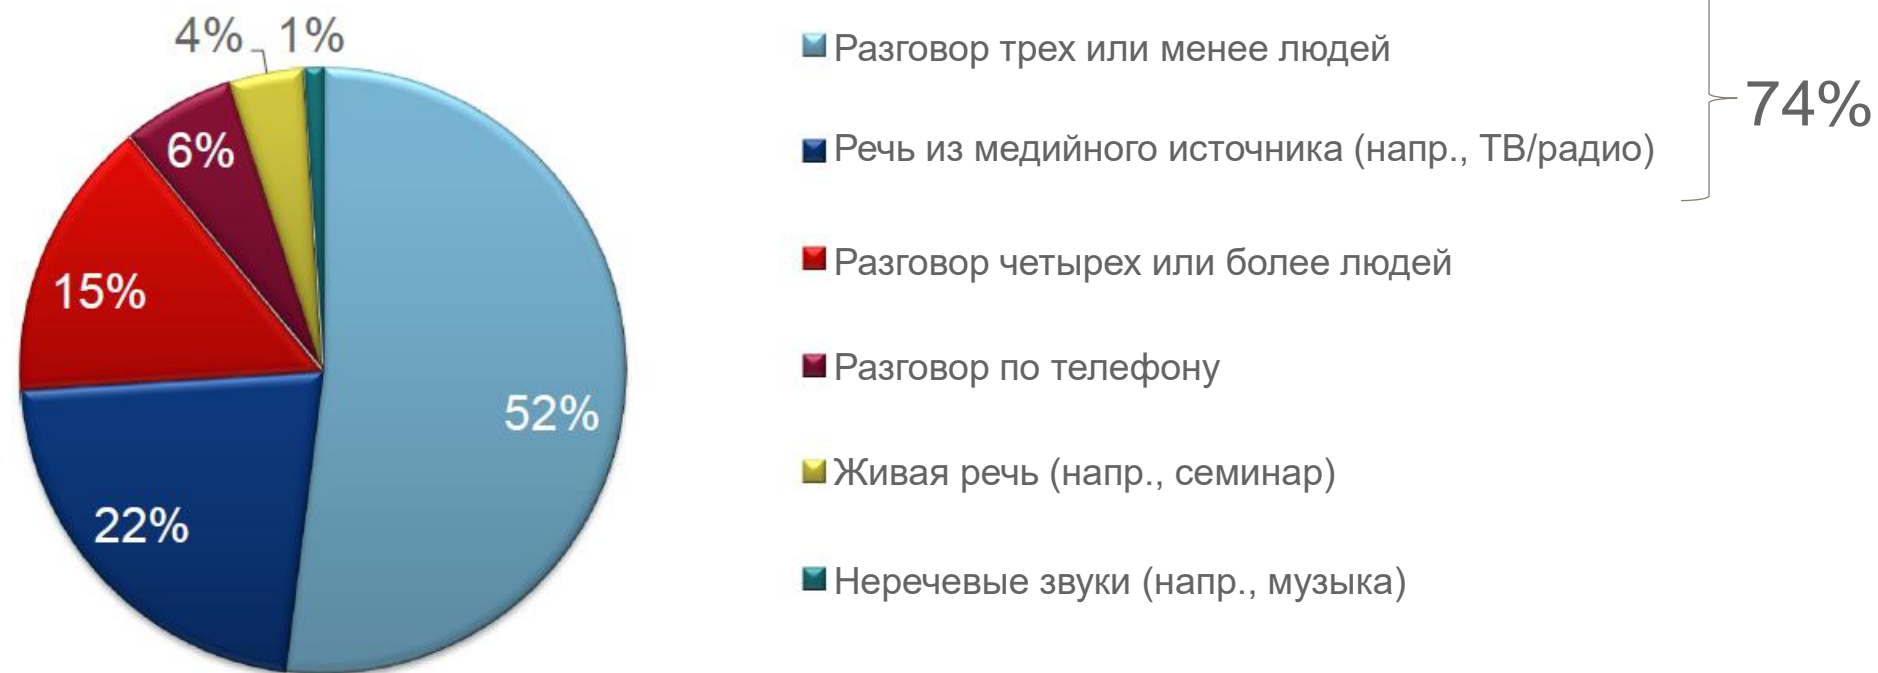 4% 1%
6%
15%
52%
22%
Разговор трех или менее людей
Речь из медийного источника (напр., ТВ/радио)
74%
Разговор четырех или более людей
Разговор по телефону
Живая речь (напр., семинар)
Неречевые звуки (напр., музыка)